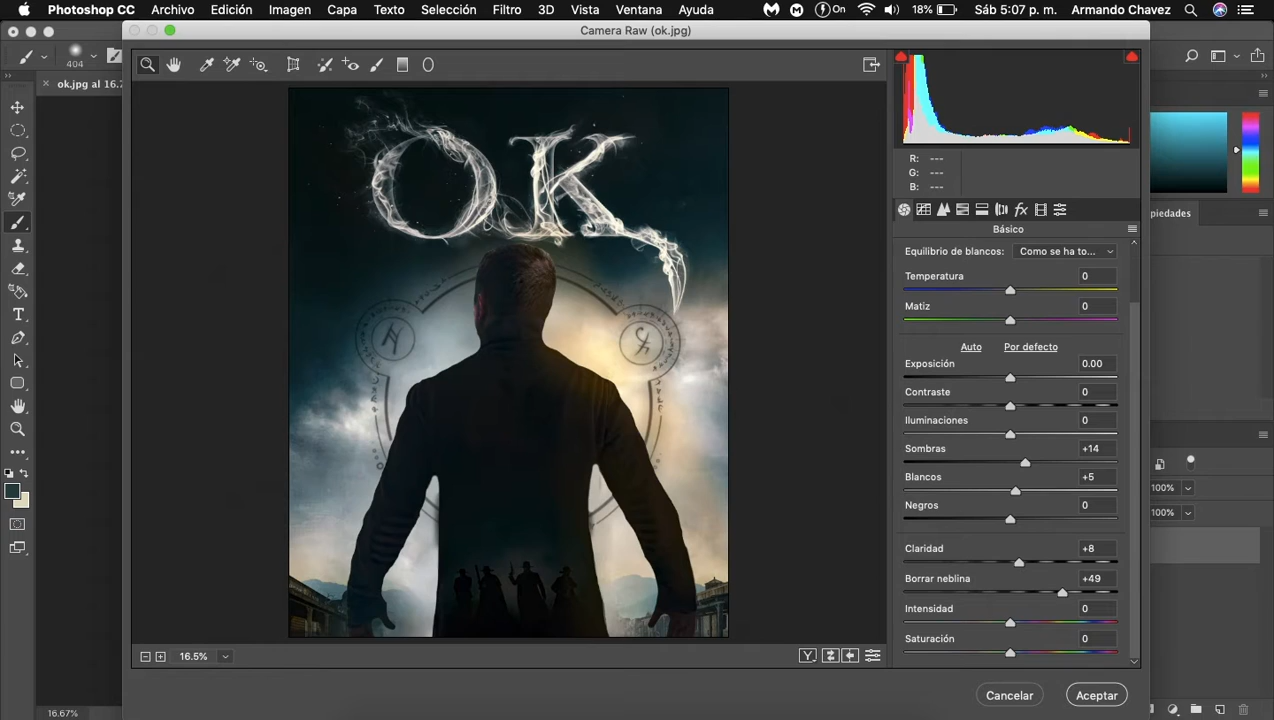 Photoshop CC Archivo Edición Imagen Capa Texto Selección Filtro 3D Vista Ventana Ayuda On 18% Sáb 5:07 p. m. Armando Chavez
Camera Raw (ok.jpg)
404
ok.jpg al 16.7
OK
R: ---
G: ---
B: ---
Básico
Equilibrio de blancos: Como se ha to...
Temperatura 0
Matiz 0
Auto Por defecto
Exposición 0.00
Contraste 0
Iluminaciones 0
Sombras +14
Blancos +5
Negros 0
Claridad +8
Borrar neblina +49
Intensidad 0
Saturación 0
piedades
100%
100%
16.5%
Y
Cancelar Aceptar
16.67%